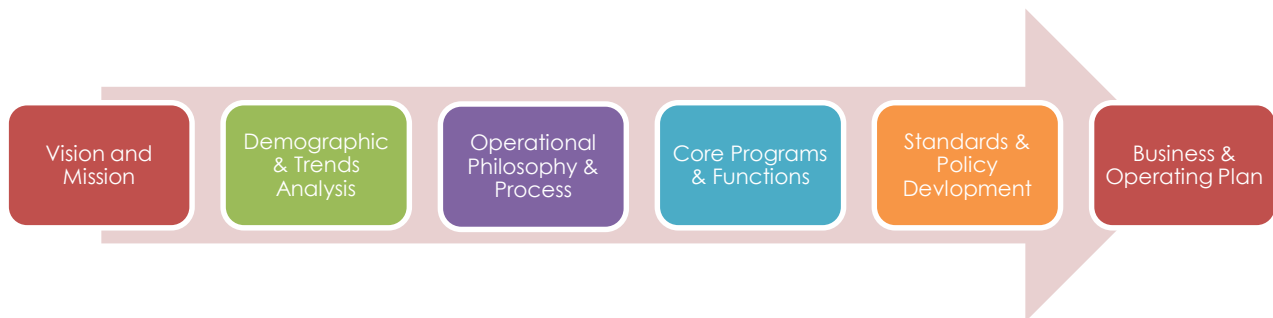 Vision and
Mission
Demographic
& Trends
Analysis
Operational
Philosophy &
Process
Core Programs
& Functions
Standards &
Policy
Devlopment
Business &
Operating Plan